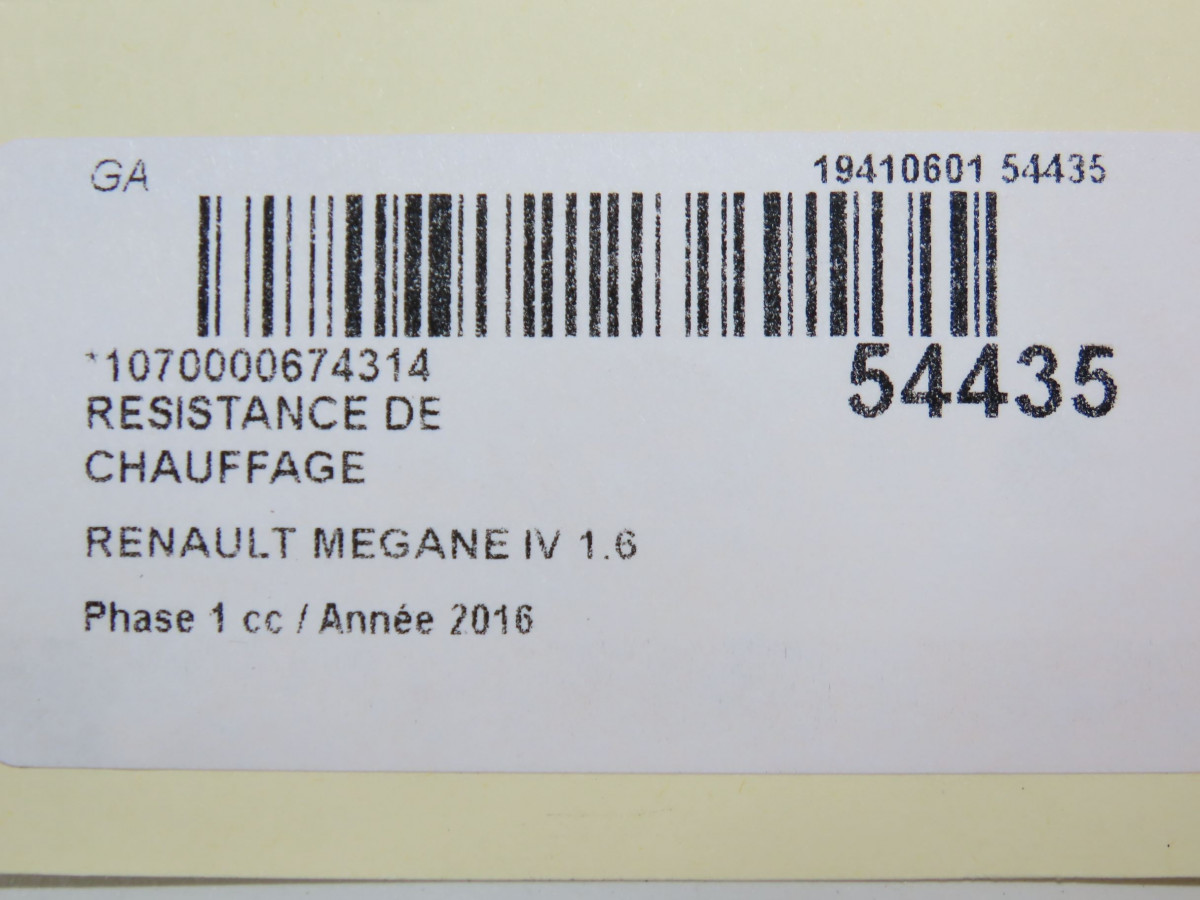 GA
19410601 54435
*1070000674314
54435
RESISTANCE DE
CHAUFFAGE
RENAULT MEGANE IV 1.6
Phase 1 cc / Année 2016